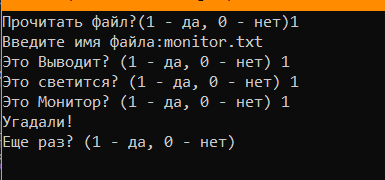 Прочитать файл?(1 - да, 0 - нет)1
Введите имя файла:monitor.txt
Это Выводит? (1 - да, 0 - нет) 1
Это светится? (1 - да, 0 - нет) 1
Это Монитор? (1 - да, 0 - нет) 1
Угадали!
Еще раз? (1 - да, 0 - нет)